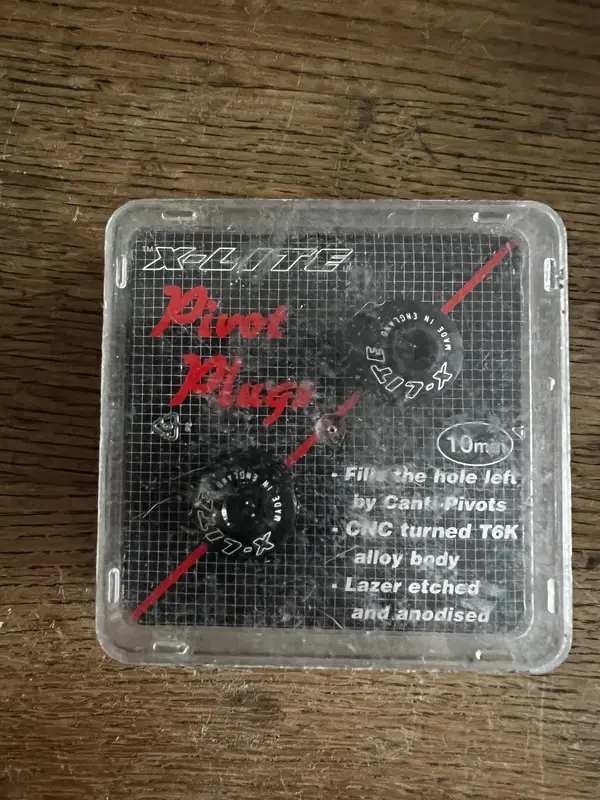 ™X-LITE
Pivot
Plugs
MADE IN ENGLAND
X-LITE
10mm
MADE IN ENGLAND
X-LITE
· Fills the hole left
by Canti-Pivots
· CNC turned T6K
alloy body
· Lazer etched
and anodised